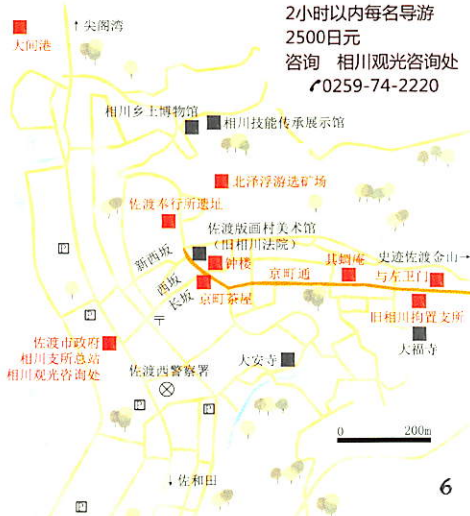 2小时以内每名导游
2500日元
咨询 相川观光咨询处
0259-74-2220
↑尖阁湾
大间港
相川乡土博物馆
相川技能传承展示馆
北泽浮游选矿场
佐渡奉行所遗址
佐渡版画村美术馆
（旧相川法院）
新西坂
钟楼
西坂
长坂
京町茶屋
京町通
其蜩庵
史迹佐渡金山→
与左卫门
旧相川拘置支所
大福寺
P
P
佐渡市政府
相川支所总站
相川观光咨询处
佐渡西警察署
大安寺
P
P
0 200m
↓佐和田
P
6